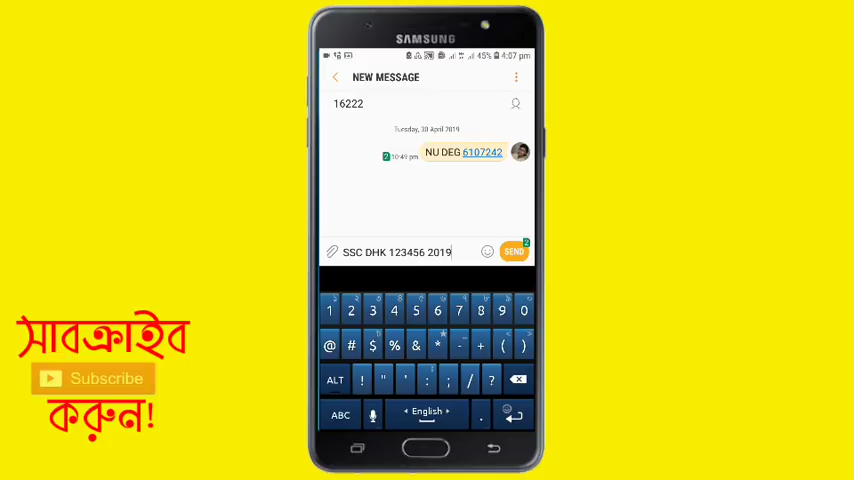 SAMSUNG
45% 4:07 pm
NEW MESSAGE
16222
Tuesday, 30 April 2019
2 10:49 pm NU DEG 6107242
SSC DHK 123456 2019 SEND 2
1 2 3 4 5 6 7 8 9 0
@ # $ % & * - + ( )
ALT ! " ' : ; / ?
ABC English .
সাবস্ক্রাইব
Subscribe
করুন!